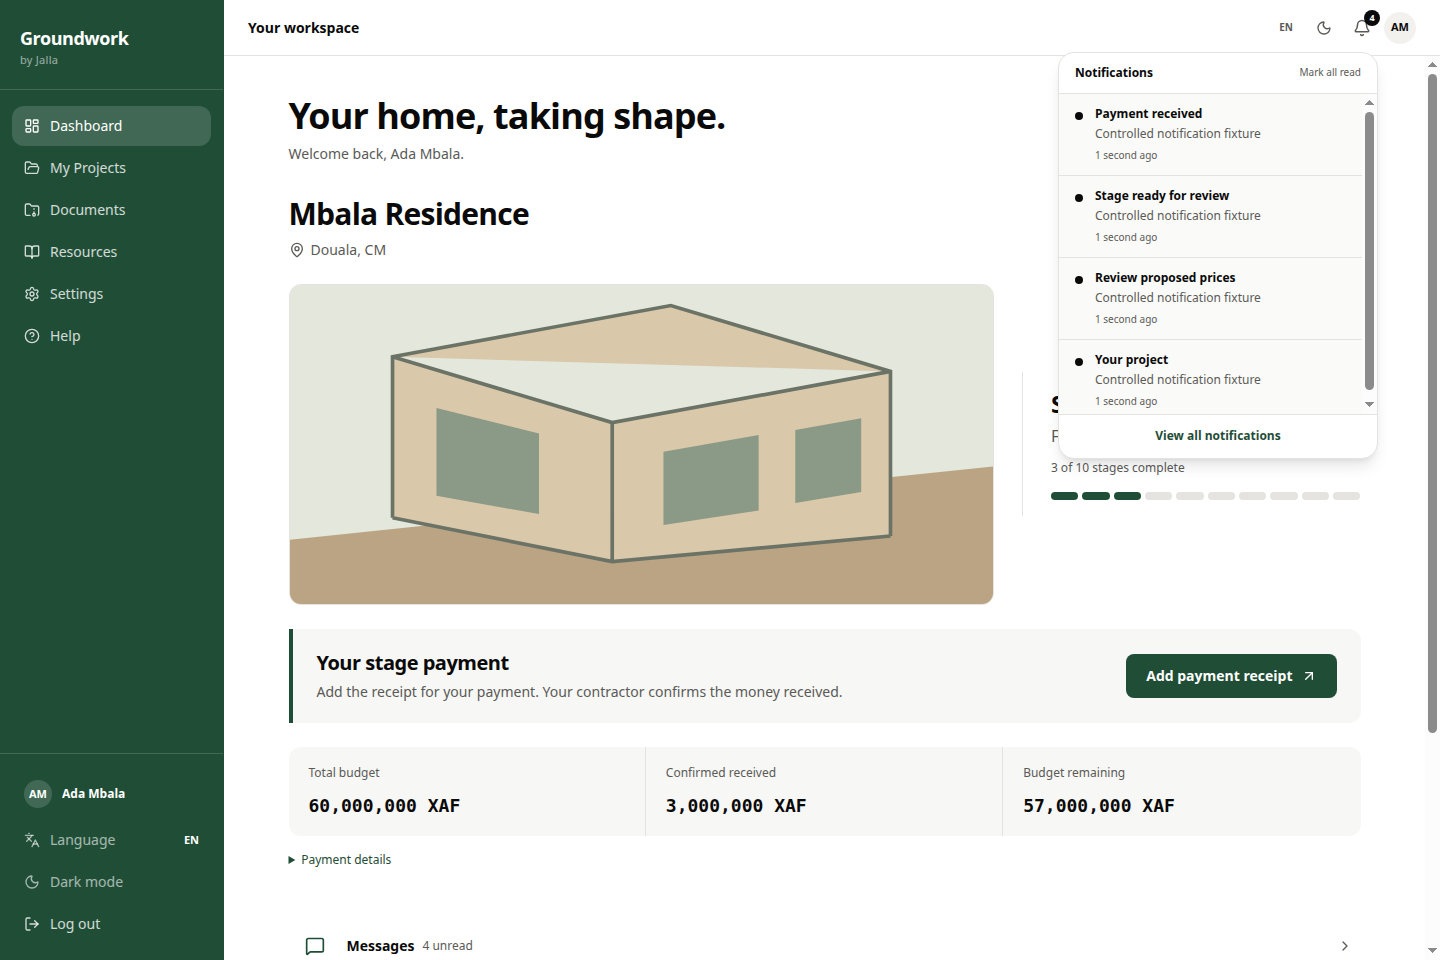 Groundwork
by Jalla
Dashboard
My Projects
Documents
Resources
Settings
Help
AM Ada Mbala
Language EN
Dark mode
Log out
Your workspace
EN
4
AM
Your home, taking shape.
Welcome back, Ada Mbala.
Mbala Residence
Douala, CM
Notifications Mark all read
Payment received
Controlled notification fixture
1 second ago
Stage ready for review
Controlled notification fixture
1 second ago
Review proposed prices
Controlled notification fixture
1 second ago
Your project
Controlled notification fixture
1 second ago
View all notifications
3 of 10 stages complete
Your stage payment
Add the receipt for your payment. Your contractor confirms the money received.
Add payment receipt
Total budget
60,000,000 XAF
Confirmed received
3,000,000 XAF
Budget remaining
57,000,000 XAF
Payment details
Messages 4 unread